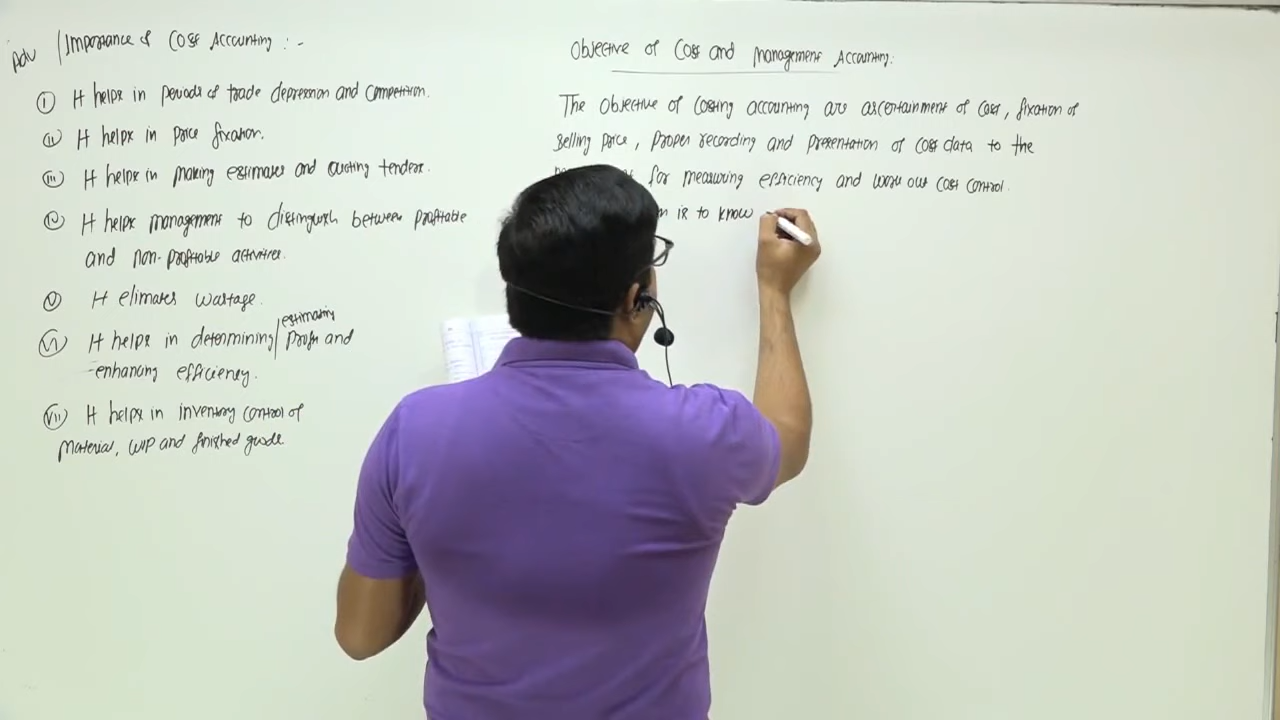 Adv /Importance of Cost Accounting :-
(i) It helps in periods of trade depression and competition.
(ii) It helps in price fixation.
(iii) It helps in making estimates and quoting tenders.
(iv) It helps management to distinguish between profitable
and non-profitable activities.
(v) It elimates wastage.
(vi) It helps in determining/estimating profit and
enhancing efficiency.
(vii) It helps in inventory control of
Material, WIP and finished goods.
Objective of Cost and Management Accounting:
The objective of costing accounting are ascertainment of cost, fixation of
selling price, proper recording and presentation of cost data to the
for measuring efficiency and work out cost control.
is to know